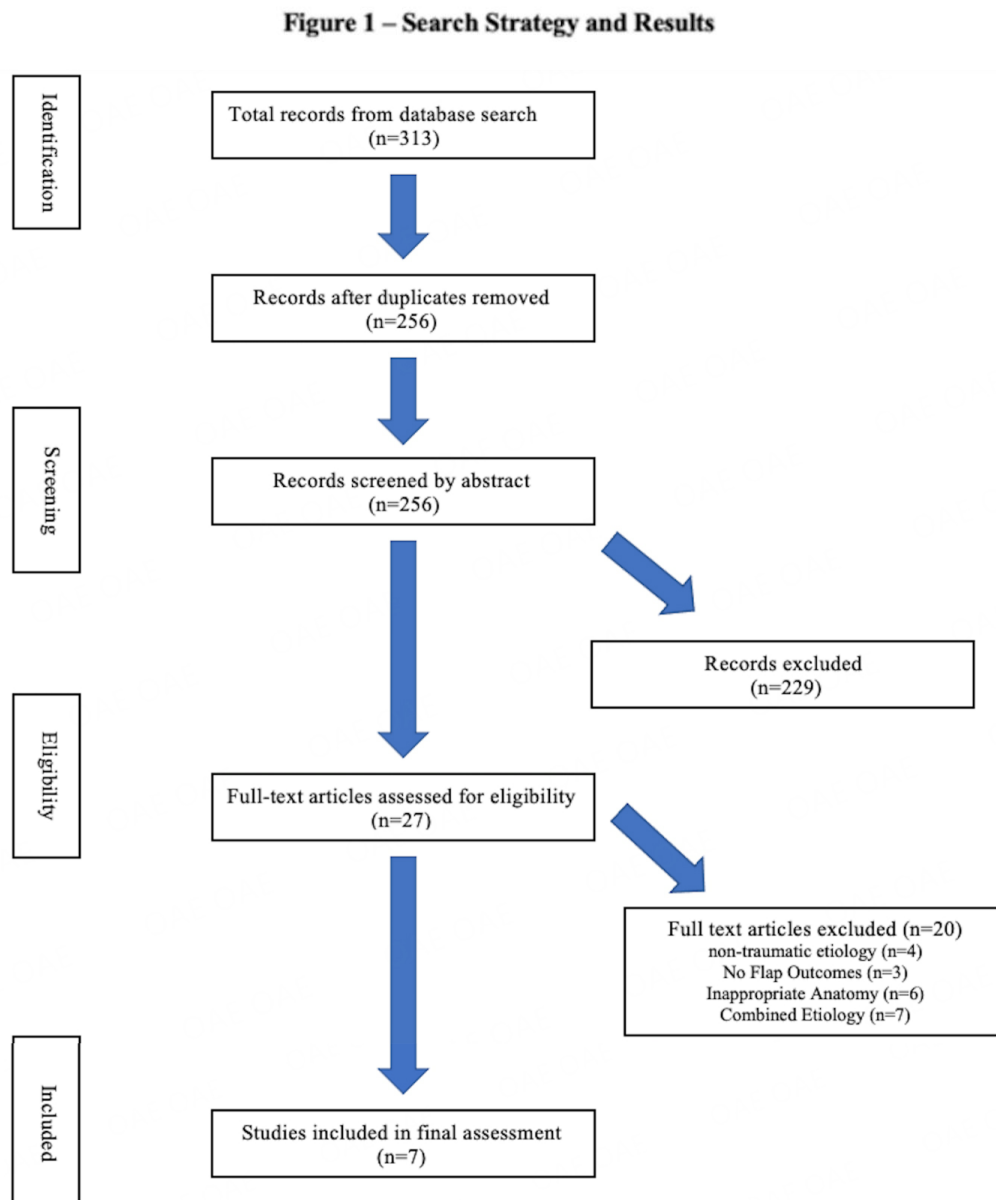 Figure 1 – Search Strategy and Results
Identification
Total records from database search
(n=313)
Records after duplicates removed
(n=256)
Screening
Records screened by abstract
(n=256)
Records excluded
(n=229)
Eligibility
Full-text articles assessed for eligibility
(n=27)
Full text articles excluded (n=20)
non-traumatic etiology (n=4)
No Flap Outcomes (n=3)
Inappropriate Anatomy (n=6)
Combined Etiology (n=7)
Included
Studies included in final assessment
(n=7)